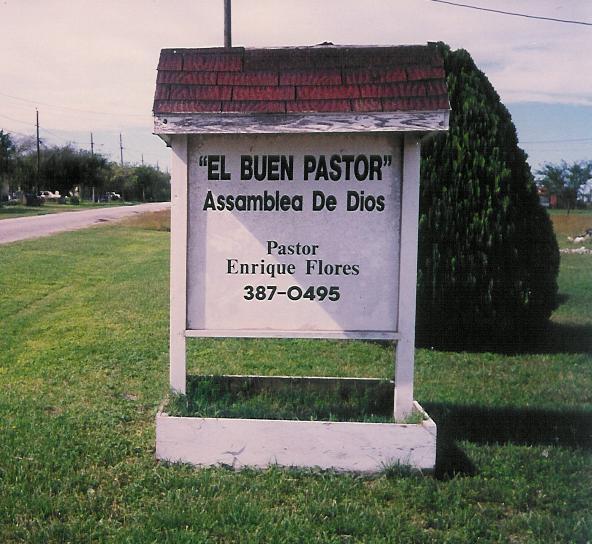 "EL BUEN PASTOR"
Assamblea De Dios
Pastor
Enrique Flores
387-0495